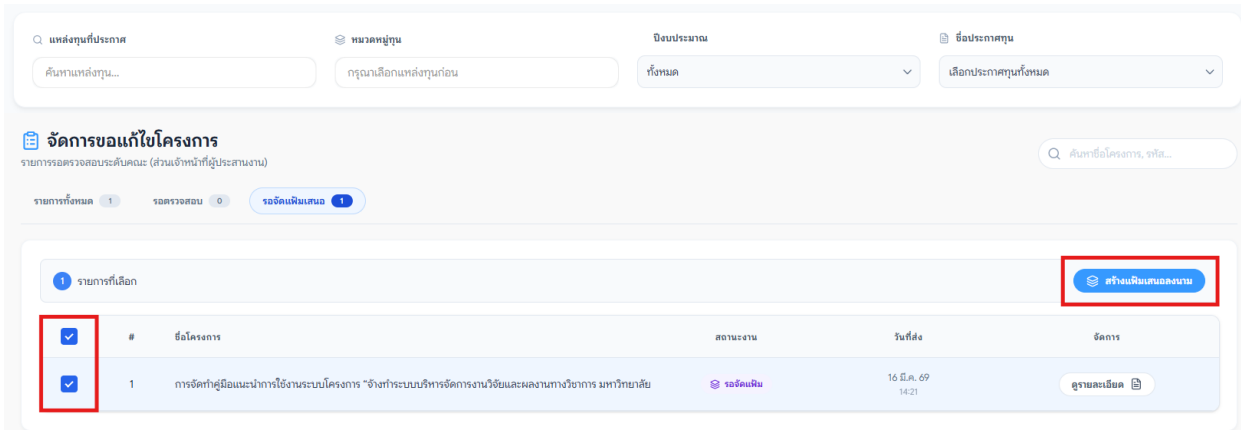 แหล่งทุนที่ประกาศ
หมวดหมู่ทุน
ปีงบประมาณ
ชื่อประกาศทุน
ค้นหาแหล่งทุน...
กรุณาเลือกแหล่งทุนก่อน
ทั้งหมด
เลือกประกาศทุนทั้งหมด
จัดการขอแก้ไขโครงการ
รายการรอตรวจสอบระดับคณะ (ส่วนเจ้าหน้าที่ผู้ประสานงาน)
ค้นหาชื่อโครงการ, รหัส...
รายการทั้งหมด 1
รอตรวจสอบ 0
รอจัดแฟ้มเสนอ 1
1 รายการที่เลือก
สร้างแฟ้มเสนอลงนาม
# ชื่อโครงการ สถานะงาน วันที่ส่ง จัดการ
1 การจัดทำคู่มือแนะนำการใช้งานระบบโครงการ "จ้างทำระบบบริหารจัดการงานวิจัยและผลงานทางวิชาการ มหาวิทยาลัย รอจัดแฟ้ม 16 มี.ค. 69 ดูรายละเอียด
14:21